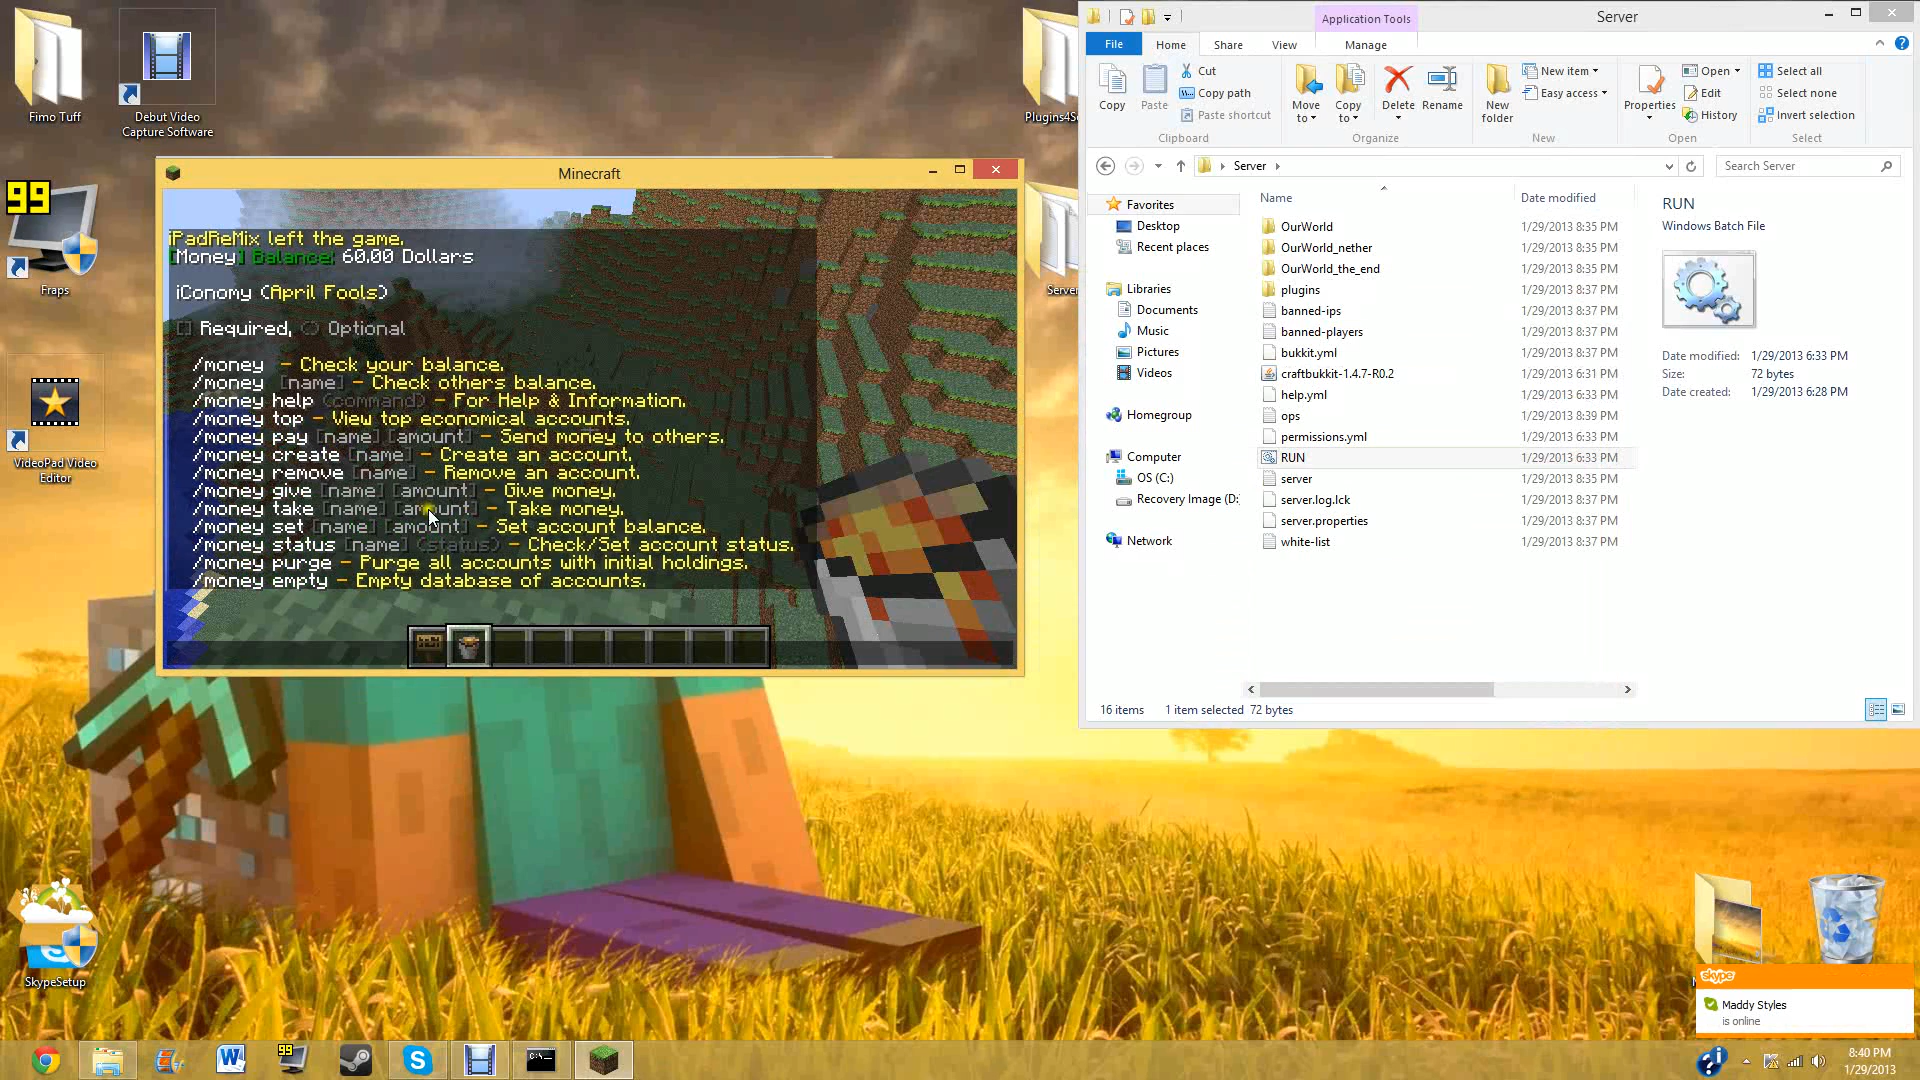 Fimo Tuff
Debut Video
Capture Software
99
Fraps
VideoPad Video
Editor
SkypeSetup
Minecraft
iPadReMix left the game.
[Money] Balance: 60.00 Dollars
iConomy (April Fools)
[] Required, () Optional
/money - Check your balance.
/money [name] - Check others balance.
/money help (command) - For Help & Information.
/money top - View top economical accounts.
/money pay [name] [amount] - Send money to others.
/money create [name] - Create an account.
/money remove [name] - Remove an account.
/money give [name] [amount] - Give money.
/money take [name] [amount] - Take money.
/money set [name] [amount] - Set account balance.
/money status [name] (status) - Check/Set account status.
/money purge - Purge all accounts with initial holdings.
/money empty - Empty database of accounts.
Server
Application Tools
Server
File Home Share View Manage
Copy
Paste
Cut
Copy path
Paste shortcut
Clipboard
Move to
Copy to
Delete
Rename
Organize
New folder
New item
Easy access
New
Properties
Open
Edit
History
Open
Select all
Select none
Invert selection
Select
Server
Search Server
Favorites
Desktop
Recent places
Libraries
Documents
Music
Pictures
Videos
Homegroup
Computer
OS (C:)
Recovery Image (D:
Network
Name Date modified
OurWorld 1/29/2013 8:35 PM
OurWorld_nether 1/29/2013 8:35 PM
OurWorld_the_end 1/29/2013 8:35 PM
plugins 1/29/2013 8:37 PM
banned-ips 1/29/2013 8:37 PM
banned-players 1/29/2013 8:37 PM
bukkit.yml 1/29/2013 8:37 PM
craftbukkit-1.4.7-R0.2 1/29/2013 6:31 PM
help.yml 1/29/2013 6:33 PM
ops 1/29/2013 8:39 PM
permissions.yml 1/29/2013 6:33 PM
RUN 1/29/2013 6:33 PM
server 1/29/2013 8:39 PM
server.log.lck 1/29/2013 8:37 PM
server.properties 1/29/2013 8:37 PM
white-list 1/29/2013 8:37 PM
RUN
Windows Batch File
Date modified: 1/29/2013 6:33 PM
Size: 72 bytes
Date created: 1/29/2013 6:28 PM
16 items 1 item selected 72 bytes
skype
Maddy Styles
is online
99
C:\_
8:40 PM
1/29/2013